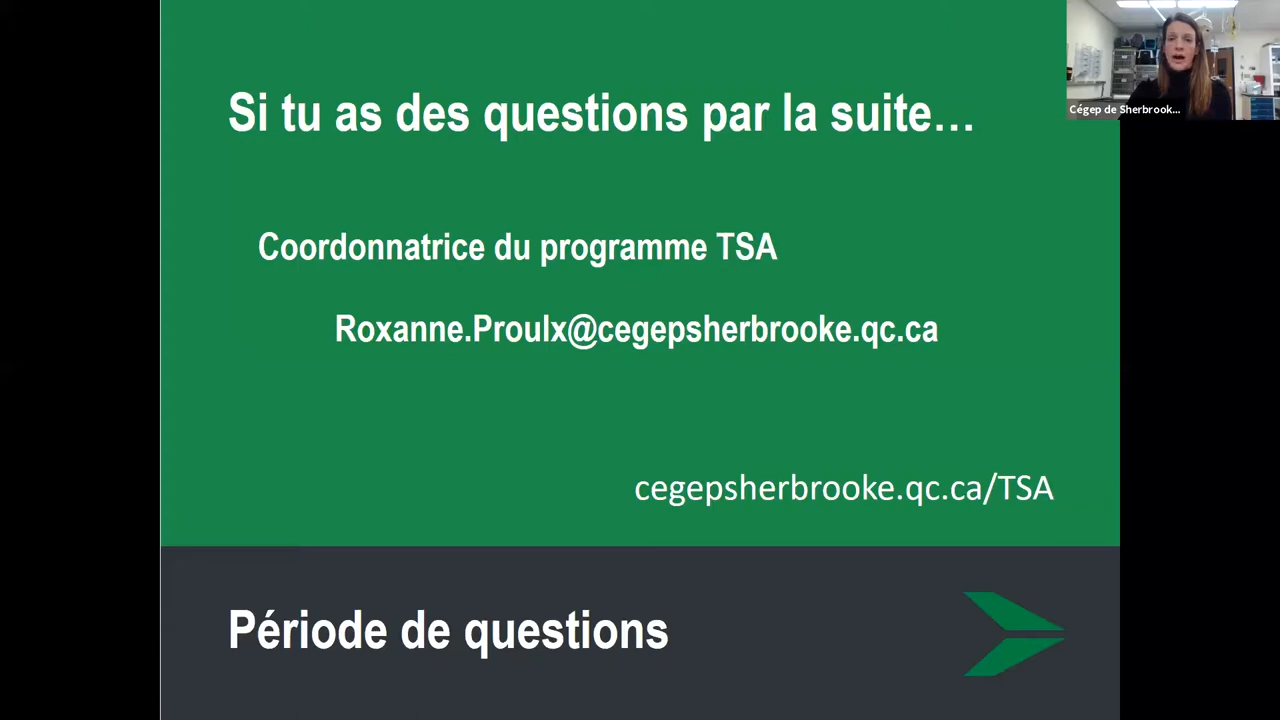 Si tu as des questions par la suite…
Cégep de Sherbrook...
Coordonnatrice du programme TSA
Roxanne.Proulx@cegepsherbrooke.qc.ca
cegepsherbrooke.qc.ca/TSA
Période de questions